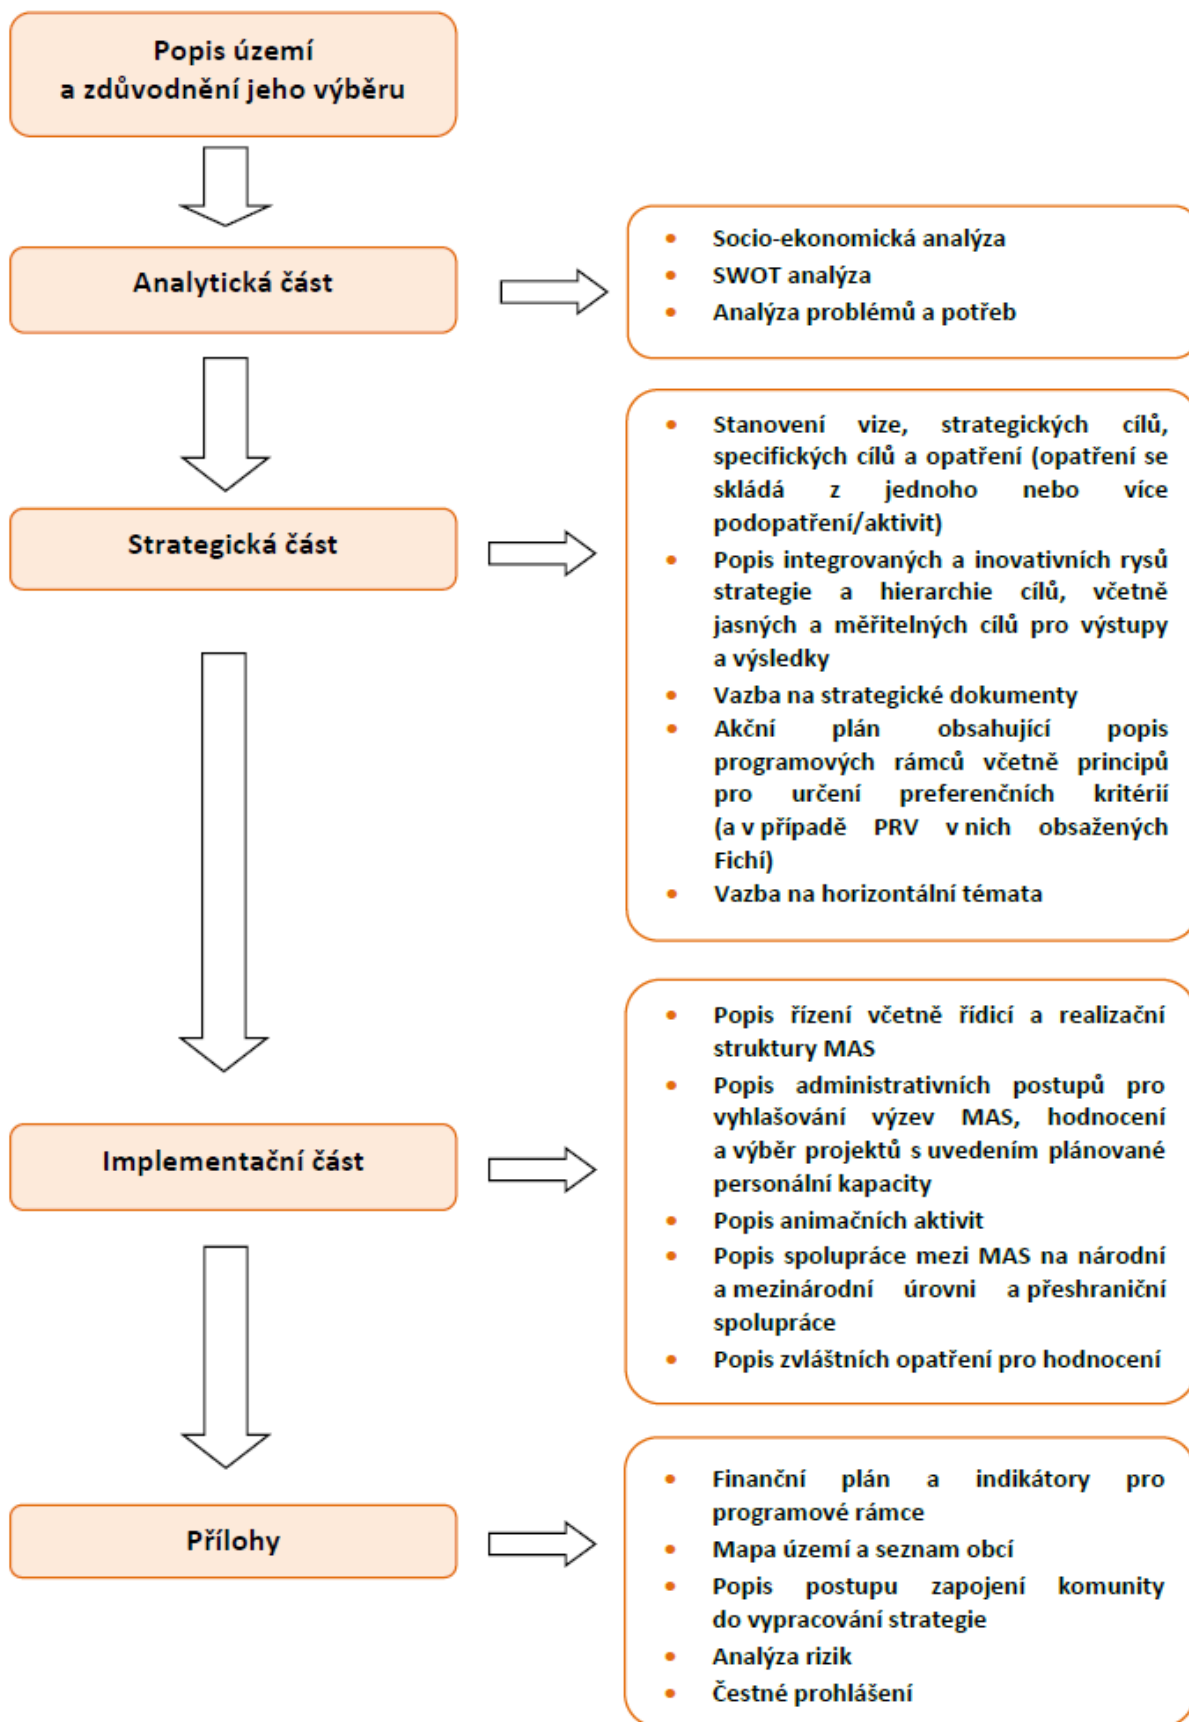 Popis území
a zdůvodnění jeho výběru
Analytická část
• Socio-ekonomická analýza
• SWOT analýza
• Analýza problémů a potřeb
Strategická část
• Stanovení vize, strategických cílů,
specifických cílů a opatření (opatření se
skládá z jednoho nebo více
podopatření/aktivit)
• Popis integrovaných a inovativních rysů
strategie a hierarchie cílů, včetně
jasných a měřitelných cílů pro výstupy
a výsledky
• Vazba na strategické dokumenty
• Akční plán obsahující popis
programových rámců včetně principů
pro určení preferenčních kritérií
(a v případě PRV v nich obsažených
Fichí)
• Vazba na horizontální témata
Implementační část
• Popis řízení včetně řídicí a realizační
struktury MAS
• Popis administrativních postupů pro
vyhlašování výzev MAS, hodnocení
a výběr projektů s uvedením plánované
personální kapacity
• Popis animačních aktivit
• Popis spolupráce mezi MAS na národní
a mezinárodní úrovni a přeshraniční
spolupráce
• Popis zvláštních opatření pro hodnocení
Přílohy
• Finanční plán a indikátory pro
programové rámce
• Mapa území a seznam obcí
• Popis postupu zapojení komunity
do vypracování strategie
• Analýza rizik
• Čestné prohlášení